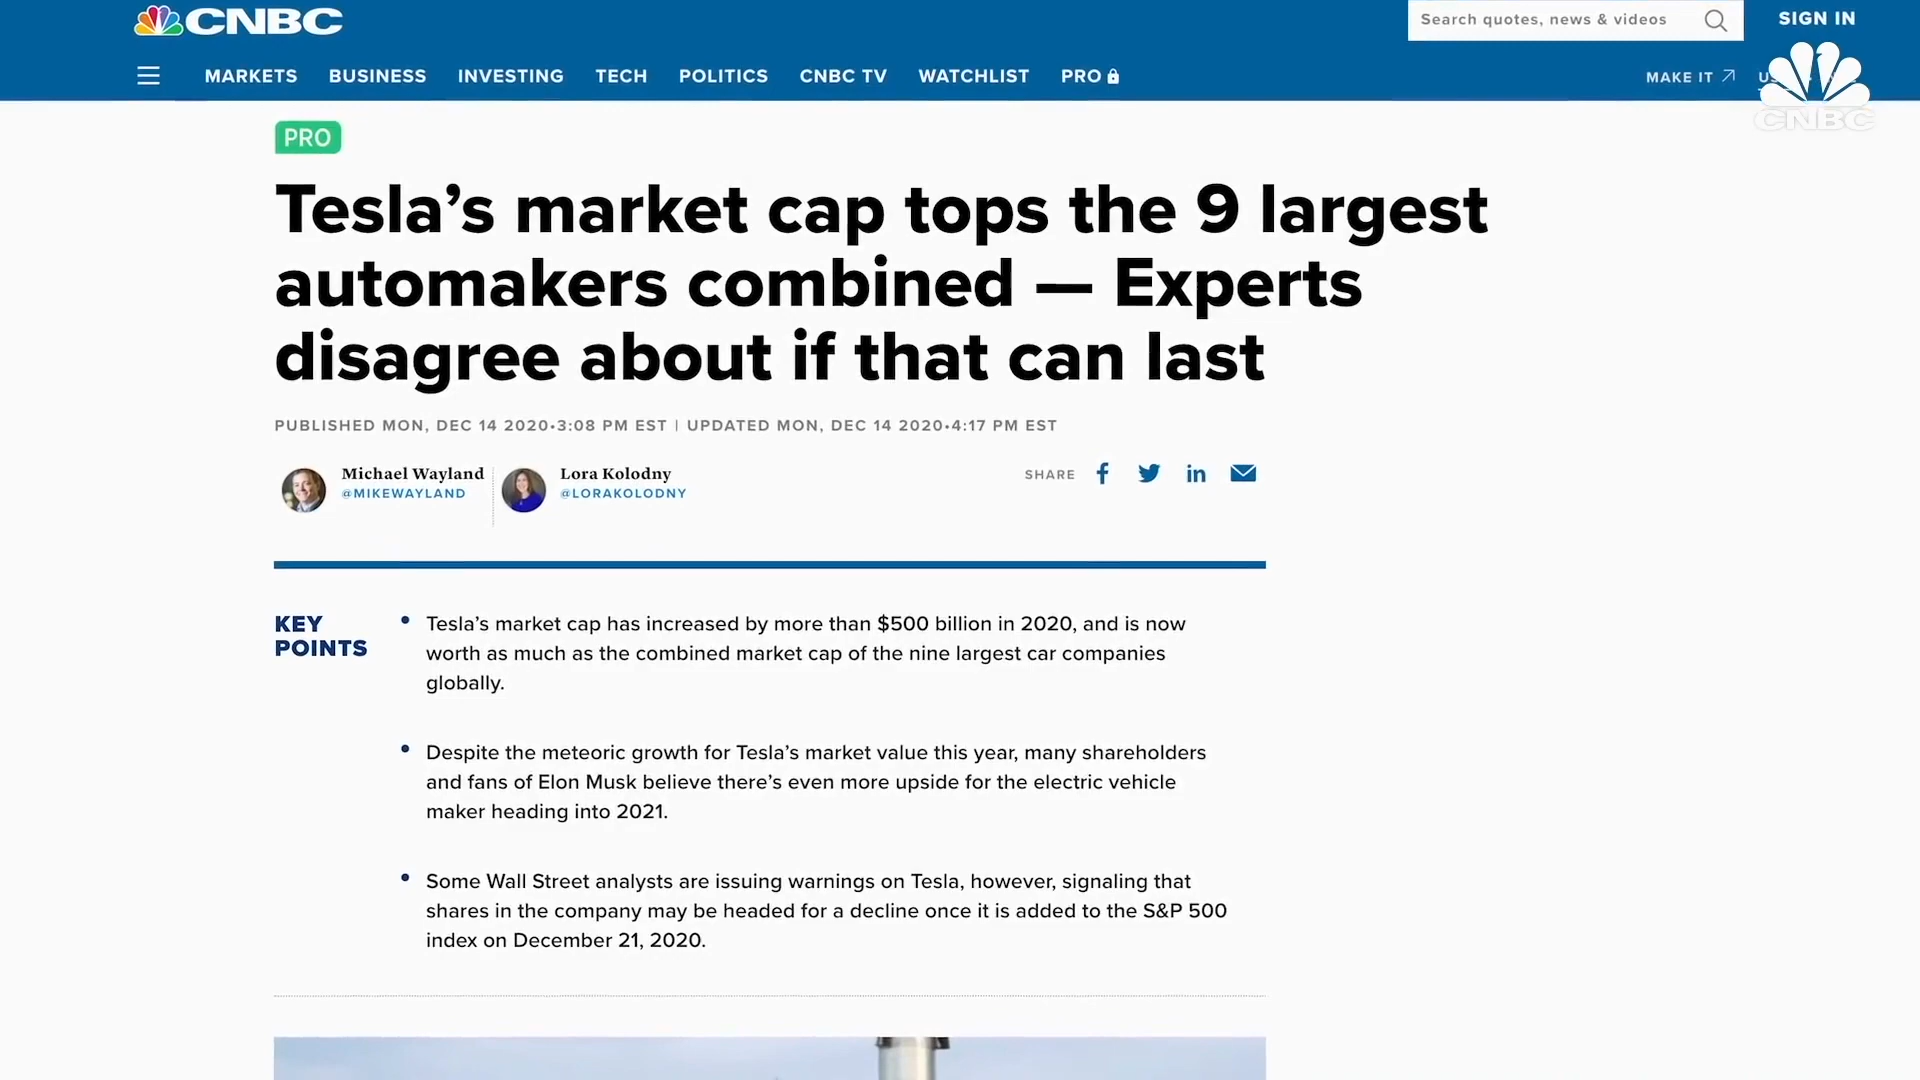 CNBC
Search quotes, news & videos
SIGN IN
MARKETS BUSINESS INVESTING TECH POLITICS CNBC TV WATCHLIST PRO
MAKE IT
CNBC
PRO
Tesla’s market cap tops the 9 largest
automakers combined — Experts
disagree about if that can last
PUBLISHED MON, DEC 14 2020•3:08 PM EST | UPDATED MON, DEC 14 2020•4:17 PM EST
Michael Wayland
@MIKEWAYLAND
Lora Kolodny
@LORAKOLODNY
SHARE
KEY
POINTS
• Tesla’s market cap has increased by more than $500 billion in 2020, and is now
worth as much as the combined market cap of the nine largest car companies
globally.
• Despite the meteoric growth for Tesla’s market value this year, many shareholders
and fans of Elon Musk believe there’s even more upside for the electric vehicle
maker heading into 2021.
• Some Wall Street analysts are issuing warnings on Tesla, however, signaling that
shares in the company may be headed for a decline once it is added to the S&P 500
index on December 21, 2020.